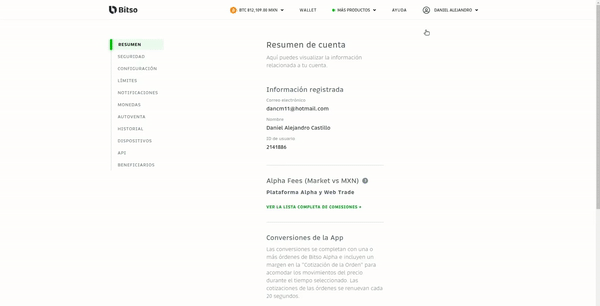 Bitso
BTC $12,109.00 MXN
WALLET
MÁS PRODUCTOS
AYUDA
DANIEL ALEJANDRO
RESUMEN
SEGURIDAD
CONFIGURACIÓN
LÍMITES
NOTIFICACIONES
MONEDAS
AUTOVENTA
HISTORIAL
DISPOSITIVOS
API
BENEFICIARIOS
Resumen de cuenta
Aquí puedes visualizar la información
relacionada a tu cuenta.
Información registrada
Correo electrónico
dancm11@hotmail.com
Nombre
Daniel Alejandro Castillo
ID de usuario
2141886
Alpha Fees (Market vs MXN)
Plataforma Alpha y Web Trade
VER LA LISTA COMPLETA DE COMISIONES
Conversiones de la App
Las conversiones se completan con una o
más órdenes de Bitso Alpha e incluyen un
margen en la "Cotización de la Orden" para
acomodar los movimientos del precio
durante el tiempo seleccionado. Las
cotizaciones de las órdenes se renuevan cada
20 segundos.